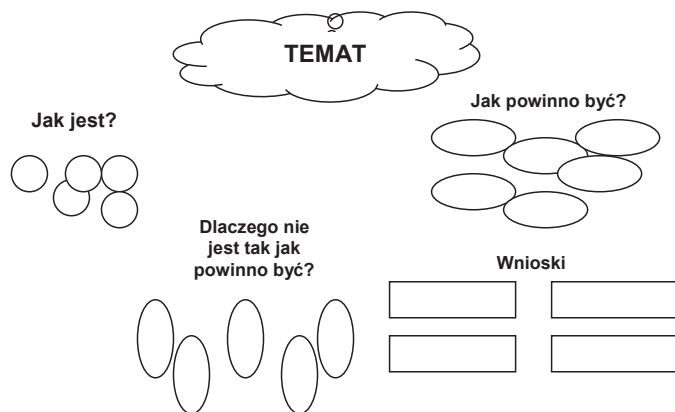 TEMAT
Jak jest?
Jak powinno być?
Dlaczego nie
jest tak jak
powinno być?
Wnioski